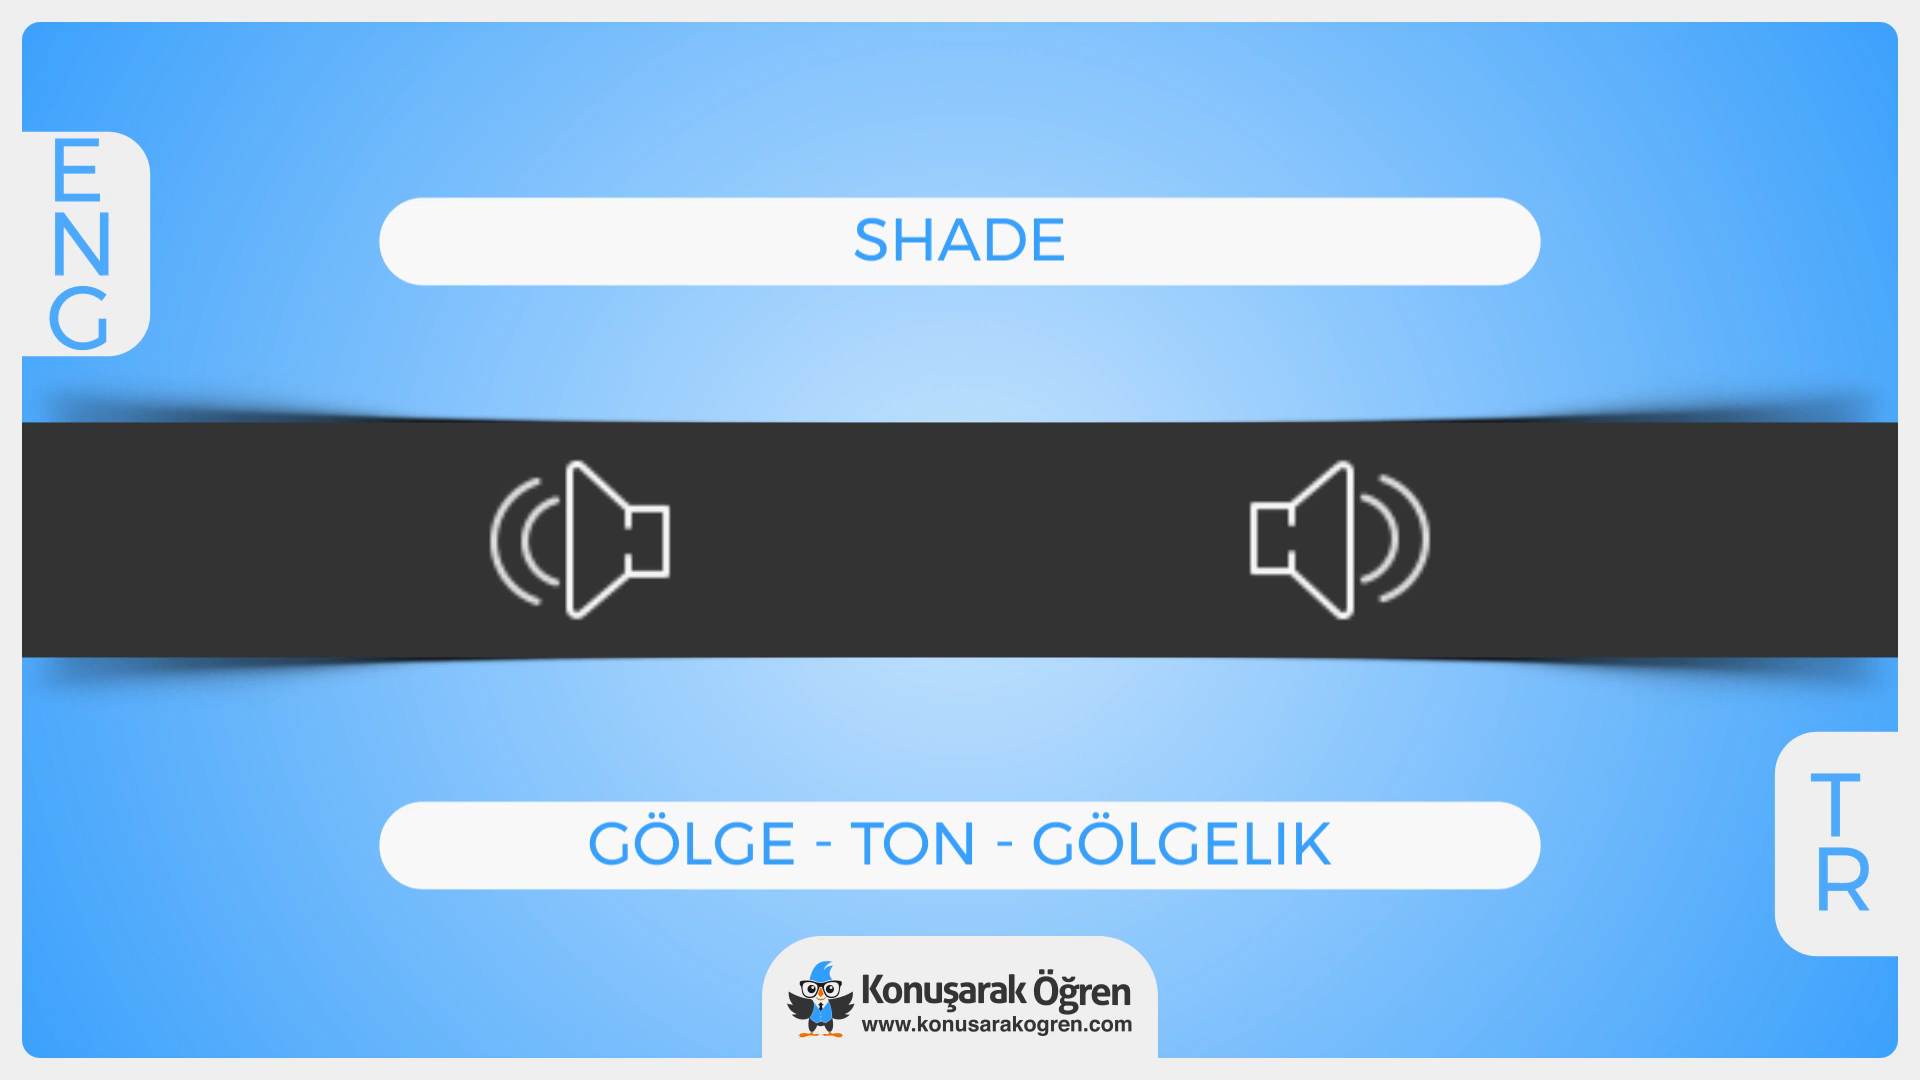 ENG
SHADE
GÖLGE - TON - GÖLGELIK
TR
Konuşarak Öğren
www.konusarakogren.com